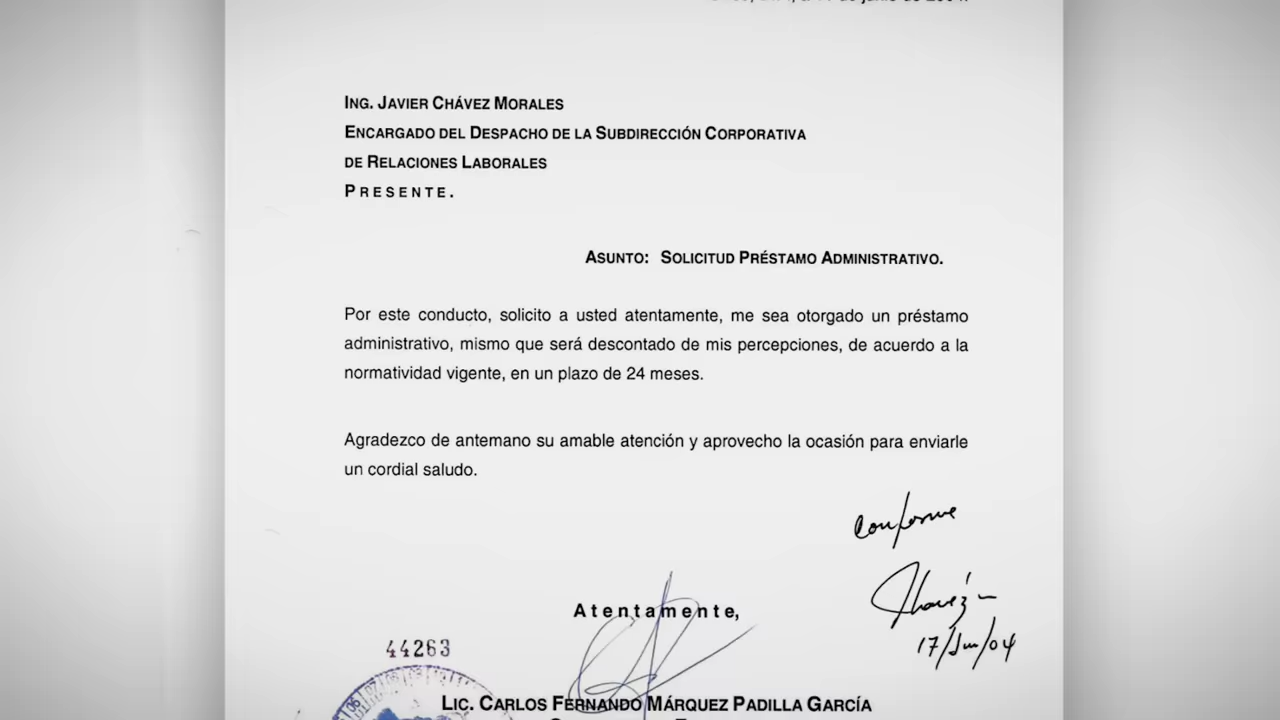 ING. JAVIER CHÁVEZ MORALES
ENCARGADO DEL DESPACHO DE LA SUBDIRECCIÓN CORPORATIVA
DE RELACIONES LABORALES
P R E S E N T E .
ASUNTO: SOLICITUD PRÉSTAMO ADMINISTRATIVO.
Por este conducto, solicito a usted atentamente, me sea otorgado un préstamo
administrativo, mismo que será descontado de mis percepciones, de acuerdo a la
normatividad vigente, en un plazo de 24 meses.
Agradezco de antemano su amable atención y aprovecho la ocasión para enviarle
un cordial saludo.
Conforme
Chávez
17/Jun/04
A t e n t a m e n t e,
44263
LIC. CARLOS FERNANDO MÁRQUEZ PADILLA GARCÍA